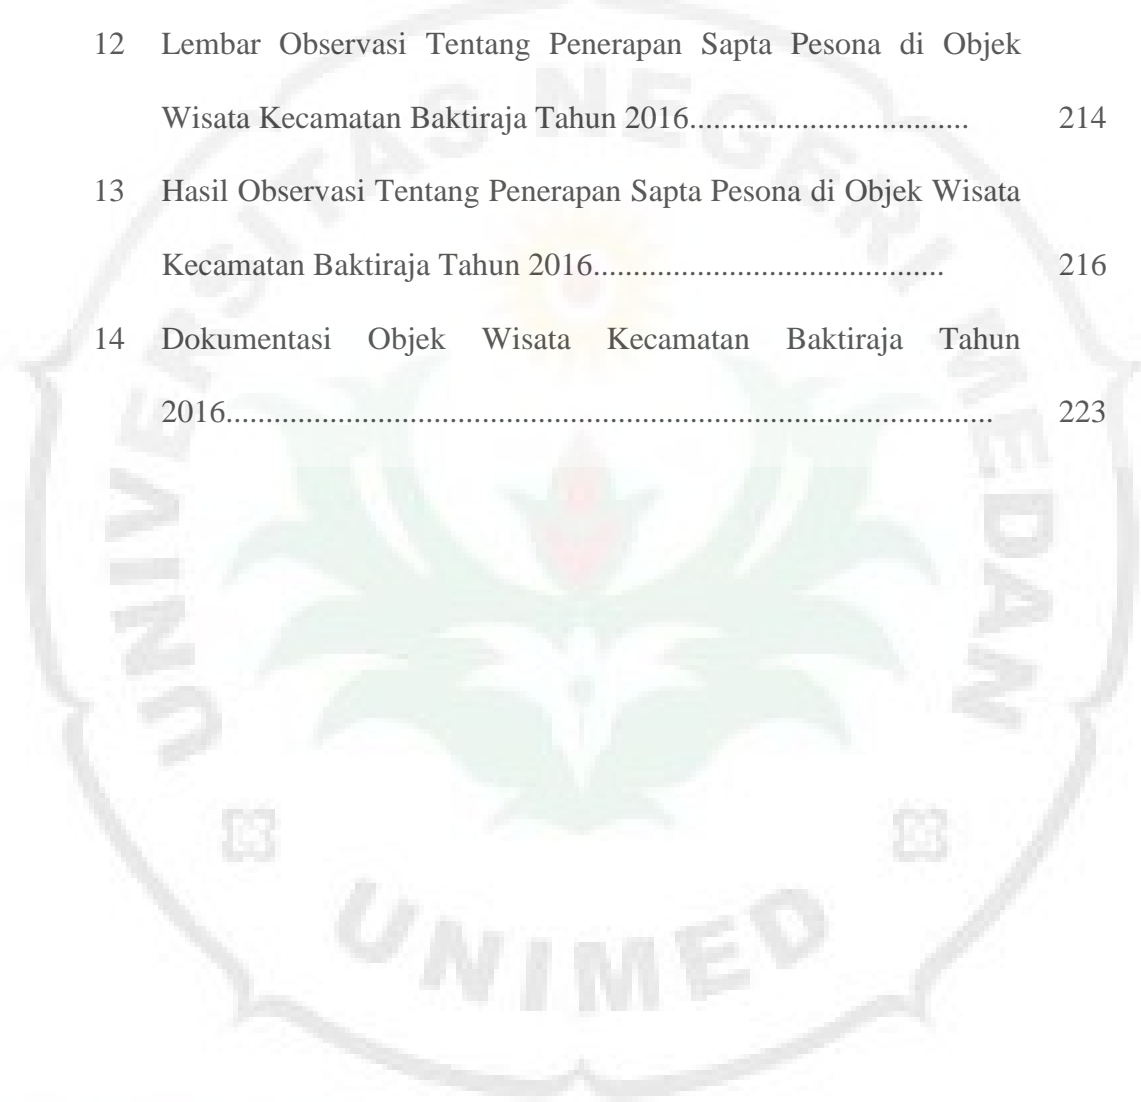 12 Lembar Observasi Tentang Penerapan Sapta Pesona di Objek
Wisata Kecamatan Baktiraja Tahun 2016................................... 214
13 Hasil Observasi Tentang Penerapan Sapta Pesona di Objek Wisata
Kecamatan Baktiraja Tahun 2016............................................ 216
14 Dokumentasi Objek Wisata Kecamatan Baktiraja Tahun
2016................................................................................................ 223
UNIVERSITAS NEGERI MEDAN
UNIMED